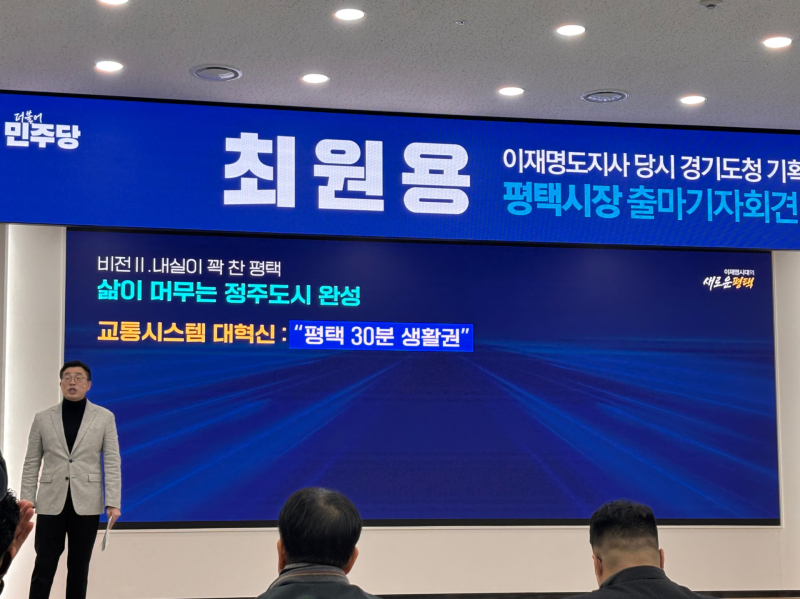 더불어
민주당
최원용
이재명도지사 당시 경기도청 기획
평택시장 출마기자회견
비전 II . 내실이 꽉 찬 평택
삶이 머무는 정주도시 완성
교통시스템 대혁신 : “평택 30분 생활권”
이재명시대의
새로운평택